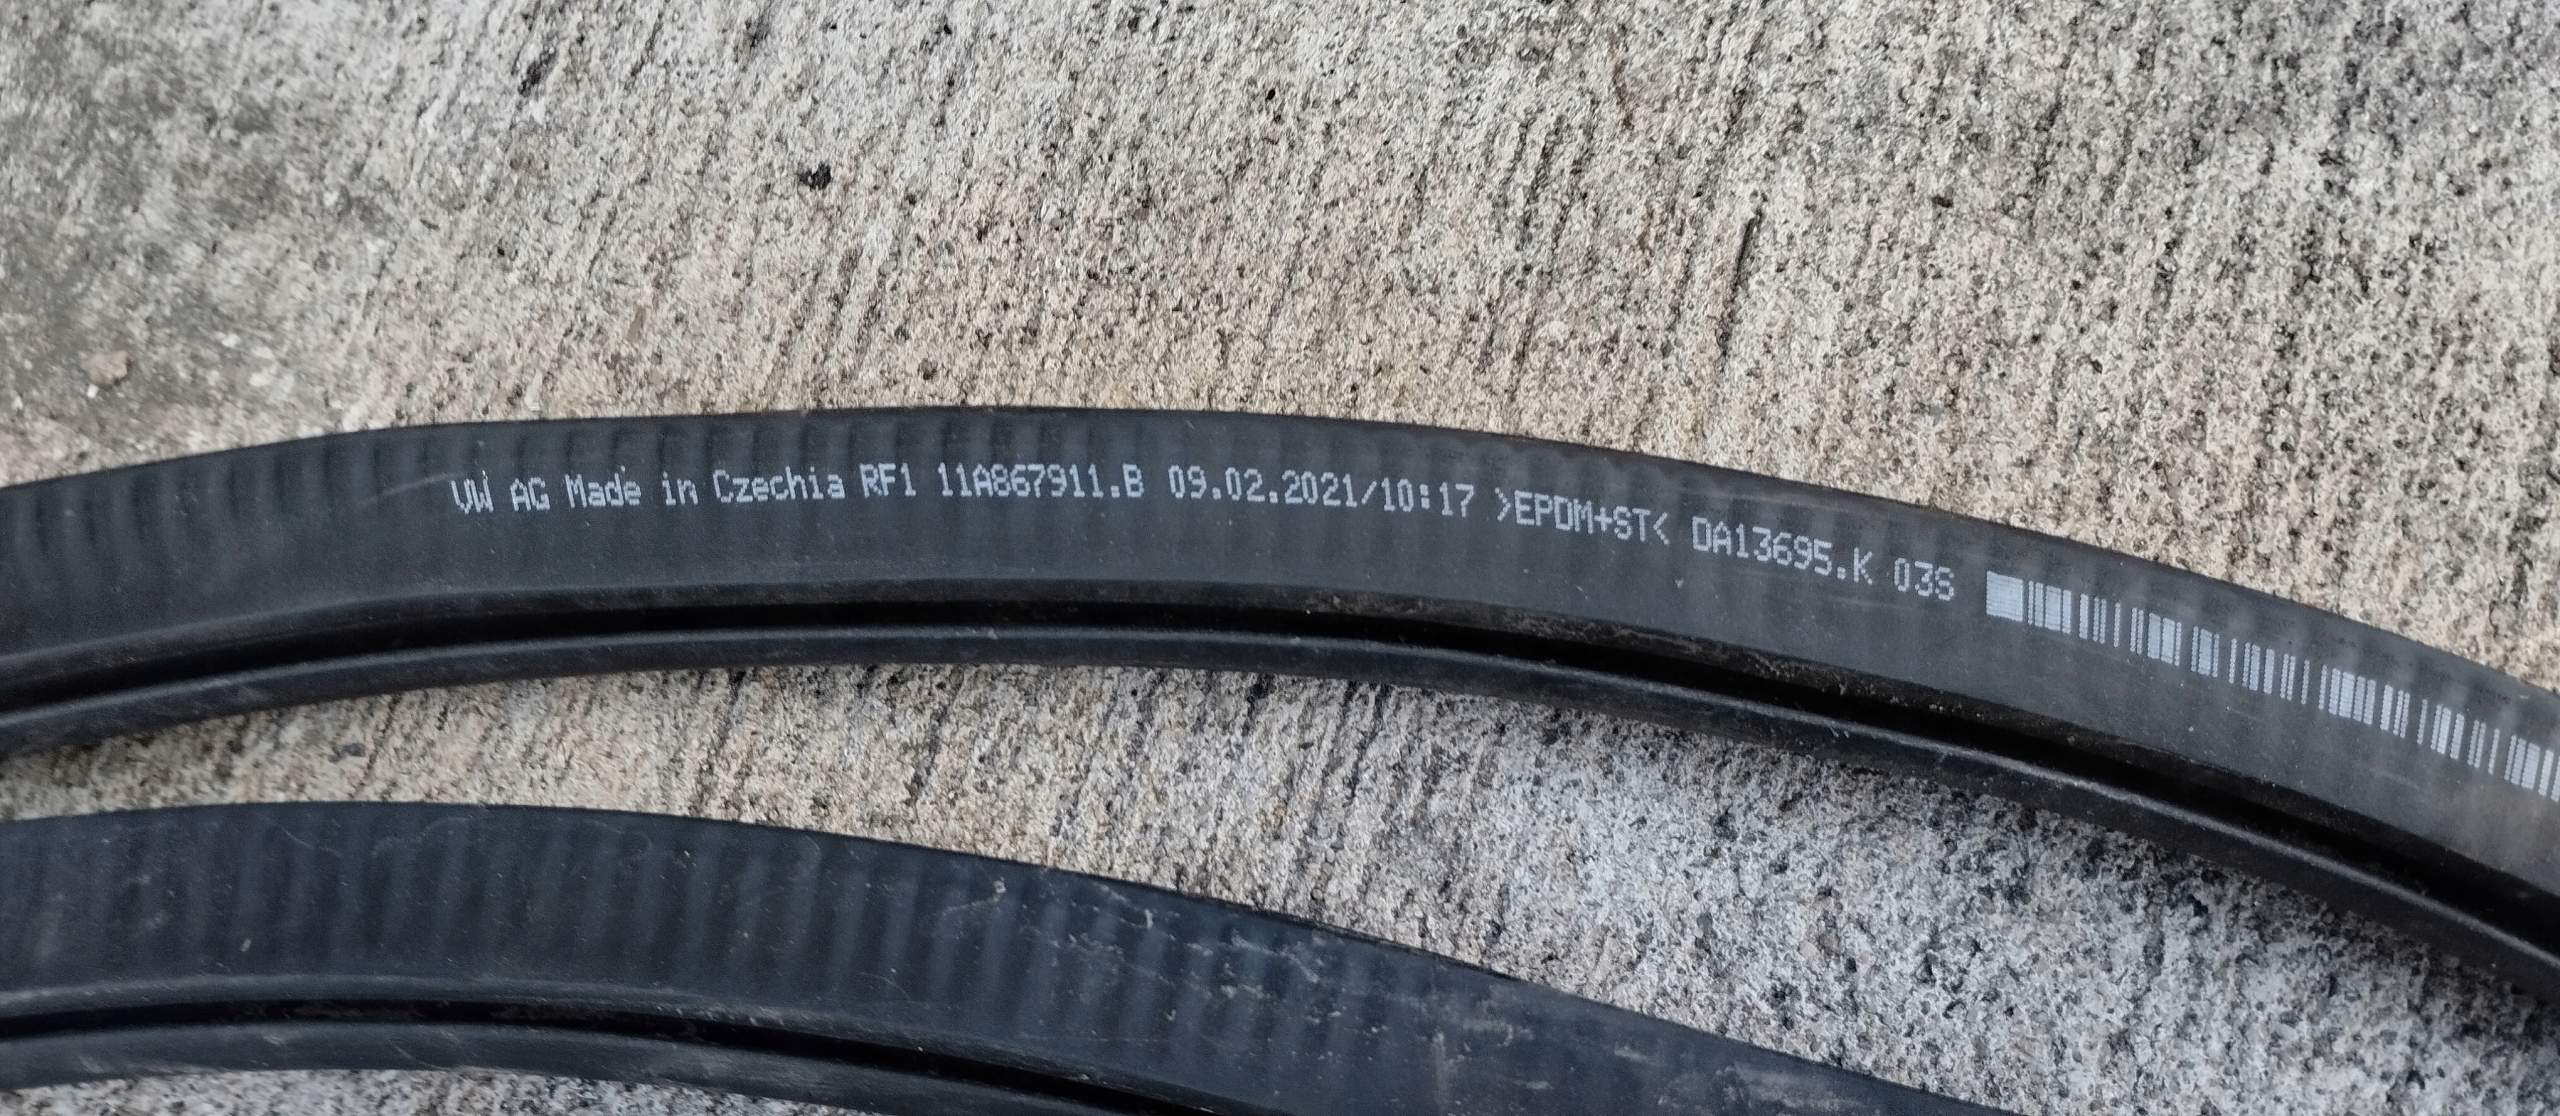 VW AG Made in Czechia RF1 11A867911.B 09.02.2021/10:17 >EPDM+ST< DA13695.K 03S